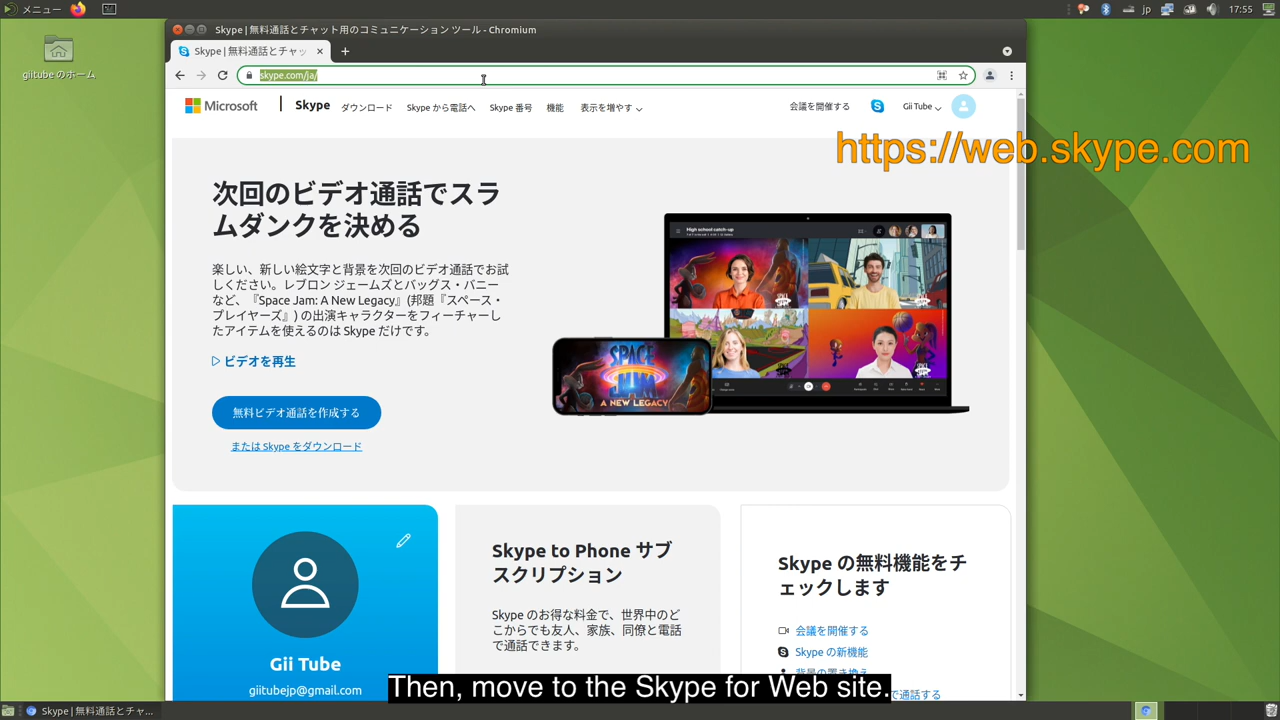 メニュー
jp
17:55
giitube のホーム
Skype | 無料通話とチャット用のコミュニケーション ツール - Chromium
Skype | 無料通話とチャッ
skype.com/ja/
Microsoft
Skype
ダウンロード
Skype から電話へ
Skype 番号
機能
表示を増やす
会議を開催する
Gii Tube
https://web.skype.com
次回のビデオ通話でスラ
ムダンクを決める
楽しい、新しい絵文字と背景を次回のビデオ通話でお試
しください。レブロン ジェームズとバッグス・バニー
など、『Space Jam: A New Legacy』(邦題『スペース・
プレイヤーズ』) の出演キャラクターをフィーチャーし
たアイテムを使えるのは Skype だけです。
ビデオを再生
無料ビデオ通話を作成する
または Skype をダウンロード
High school catch-up
SPACE
JAM
A NEW LEGACY
Gii Tube
giitubejp@gmail.com
Skype to Phone サブ
スクリプション
Skype のお得な料金で、世界中のど
こからでも友人、家族、同僚と電話
で通話できます。
Skype の無料機能をチ
ェックします
会議を開催する
Skype の新機能
背景の置き換え
で通話する
Then, move to the Skype for Web site.
Skype | 無料通話とチャ...